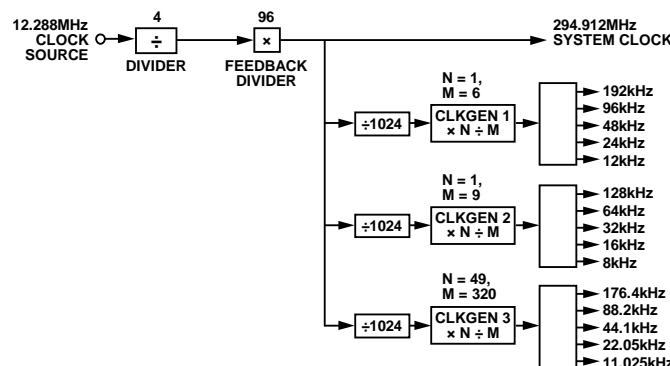 12.288MHz
CLOCK
SOURCE
4
÷
DIVIDER
96
×
FEEDBACK
DIVIDER
294.912MHz
SYSTEM CLOCK
N = 1,
M = 6
÷1024
CLKGEN 1
× N ÷ M
192kHz
96kHz
48kHz
24kHz
12kHz
N = 1,
M = 9
÷1024
CLKGEN 2
× N ÷ M
128kHz
64kHz
32kHz
16kHz
8kHz
N = 49,
M = 320
÷1024
CLKGEN 3
× N ÷ M
176.4kHz
88.2kHz
44.1kHz
22.05kHz
11.025kHz